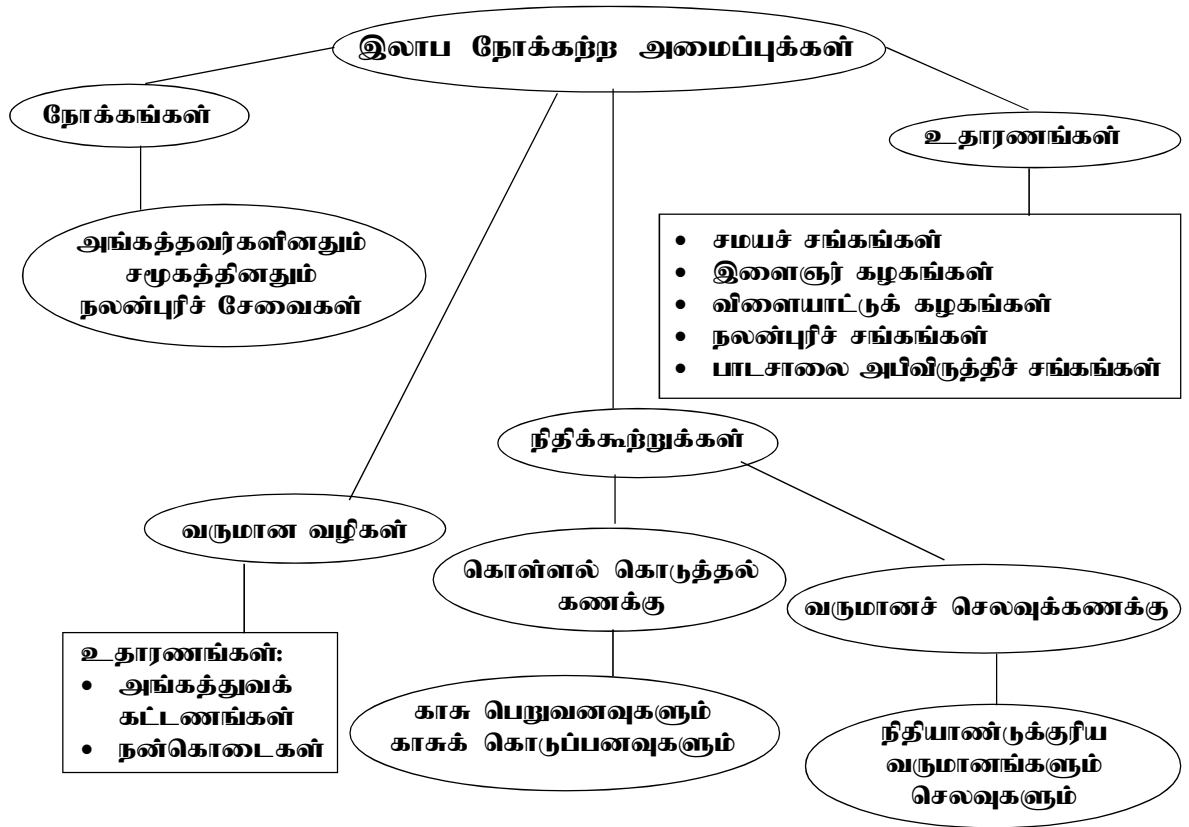 இலாப நோக்கற்ற அமைப்புக்கள்
நோக்கங்கள்
உதாரணங்கள்
அங்கத்தவர்களினதும்
சமூகத்தினதும்
நலன்புரிச் சேவைகள்
• சமயச் சங்கங்கள்
• இளைஞர் கழகங்கள்
• விளையாட்டுக் கழகங்கள்
• நலன்புரிச் சங்கங்கள்
• பாடசாலை அபிவிருத்திச் சங்கங்கள்
நிதிக்கூற்றுக்கள்
வருமான வழிகள்
கொள்ளல் கொடுத்தல்
கணக்கு
வருமானச் செலவுக்கணக்கு
உதாரணங்கள்:
• அங்கத்துவக்
கட்டணங்கள்
• நன்கொடைகள்
காசு பெறுவனவுகளும்
காசுக் கொடுப்பனவுகளும்
நிதியாண்டுக்குரிய
வருமானங்களும்
செலவுகளும்